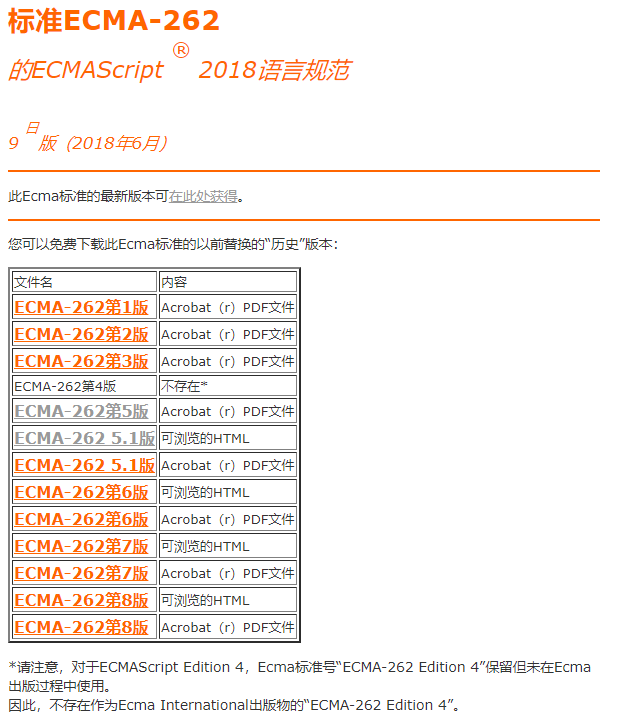 标准ECMA-262
的ECMAScript ® 2018语言规范
9 日版（2018年6月）
此Ecma标准的最新版本可在此处获得。
您可以免费下载此Ecma标准的以前替换的“历史”版本：
文件名 内容
ECMA-262第1版 Acrobat（r）PDF文件
ECMA-262第2版 Acrobat（r）PDF文件
ECMA-262第3版 Acrobat（r）PDF文件
ECMA-262第4版 不存在*
ECMA-262第5版 Acrobat（r）PDF文件
ECMA-262 5.1版 可浏览的HTML
ECMA-262 5.1版 Acrobat（r）PDF文件
ECMA-262第6版 可浏览的HTML
ECMA-262第6版 Acrobat（r）PDF文件
ECMA-262第7版 可浏览的HTML
ECMA-262第7版 Acrobat（r）PDF文件
ECMA-262第8版 可浏览的HTML
ECMA-262第8版 Acrobat（r）PDF文件
*请注意，对于ECMAScript Edition 4，Ecma标准号“ECMA-262 Edition 4”保留但未在Ecma
出版过程中使用。
因此，不存在作为Ecma International出版物的“ECMA-262 Edition 4”。